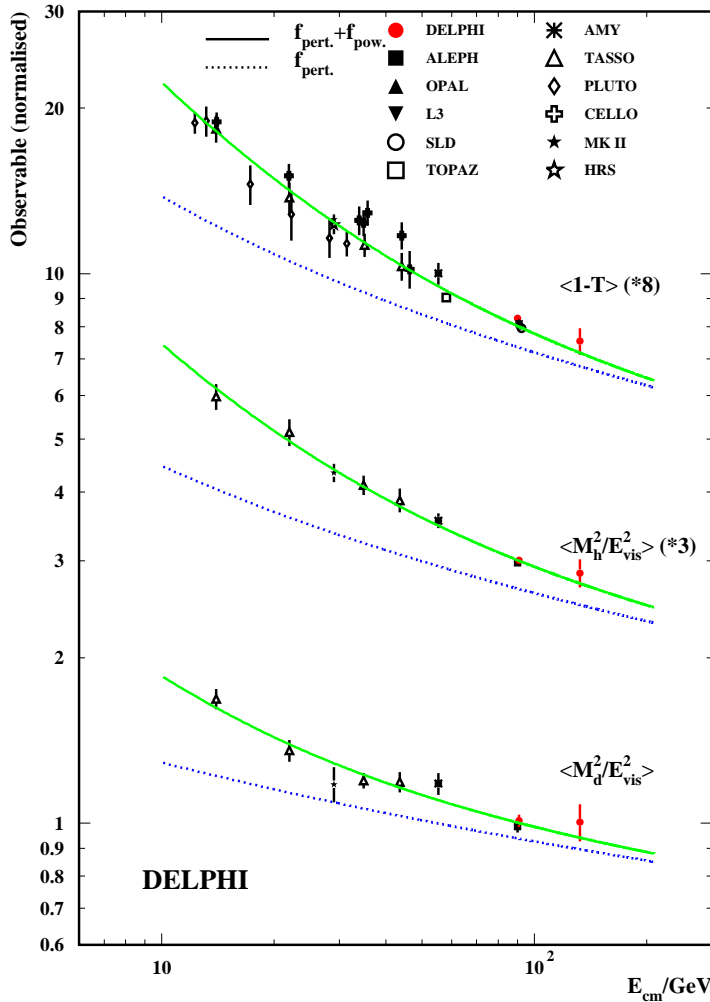 f_pert.+f_pow.
f_pert.
DELPHI
ALEPH
OPAL
L3
SLD
TOPAZ
AMY
TASSO
PLUTO
CELLO
MK II
HRS
Observable (normalised)
30
20
10
9
8
7
6
5
4
3
2
1
0.9
0.8
0.7
0.6
<1-T> (*8)
<M_h^2/E_vis^2> (*3)
<M_d^2/E_vis^2>
DELPHI
10
10^2
E_cm/GeV